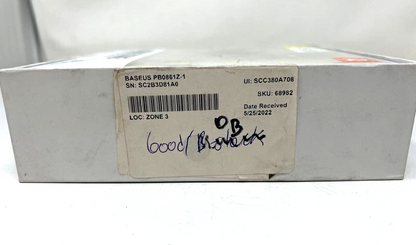 BASEUS PB0861Z-1
SN: SC2B3D81A0
UI: SCC380A708
SKU: 68982
LOC: ZONE 3
Date Received
5/25/2022
OB
Good/